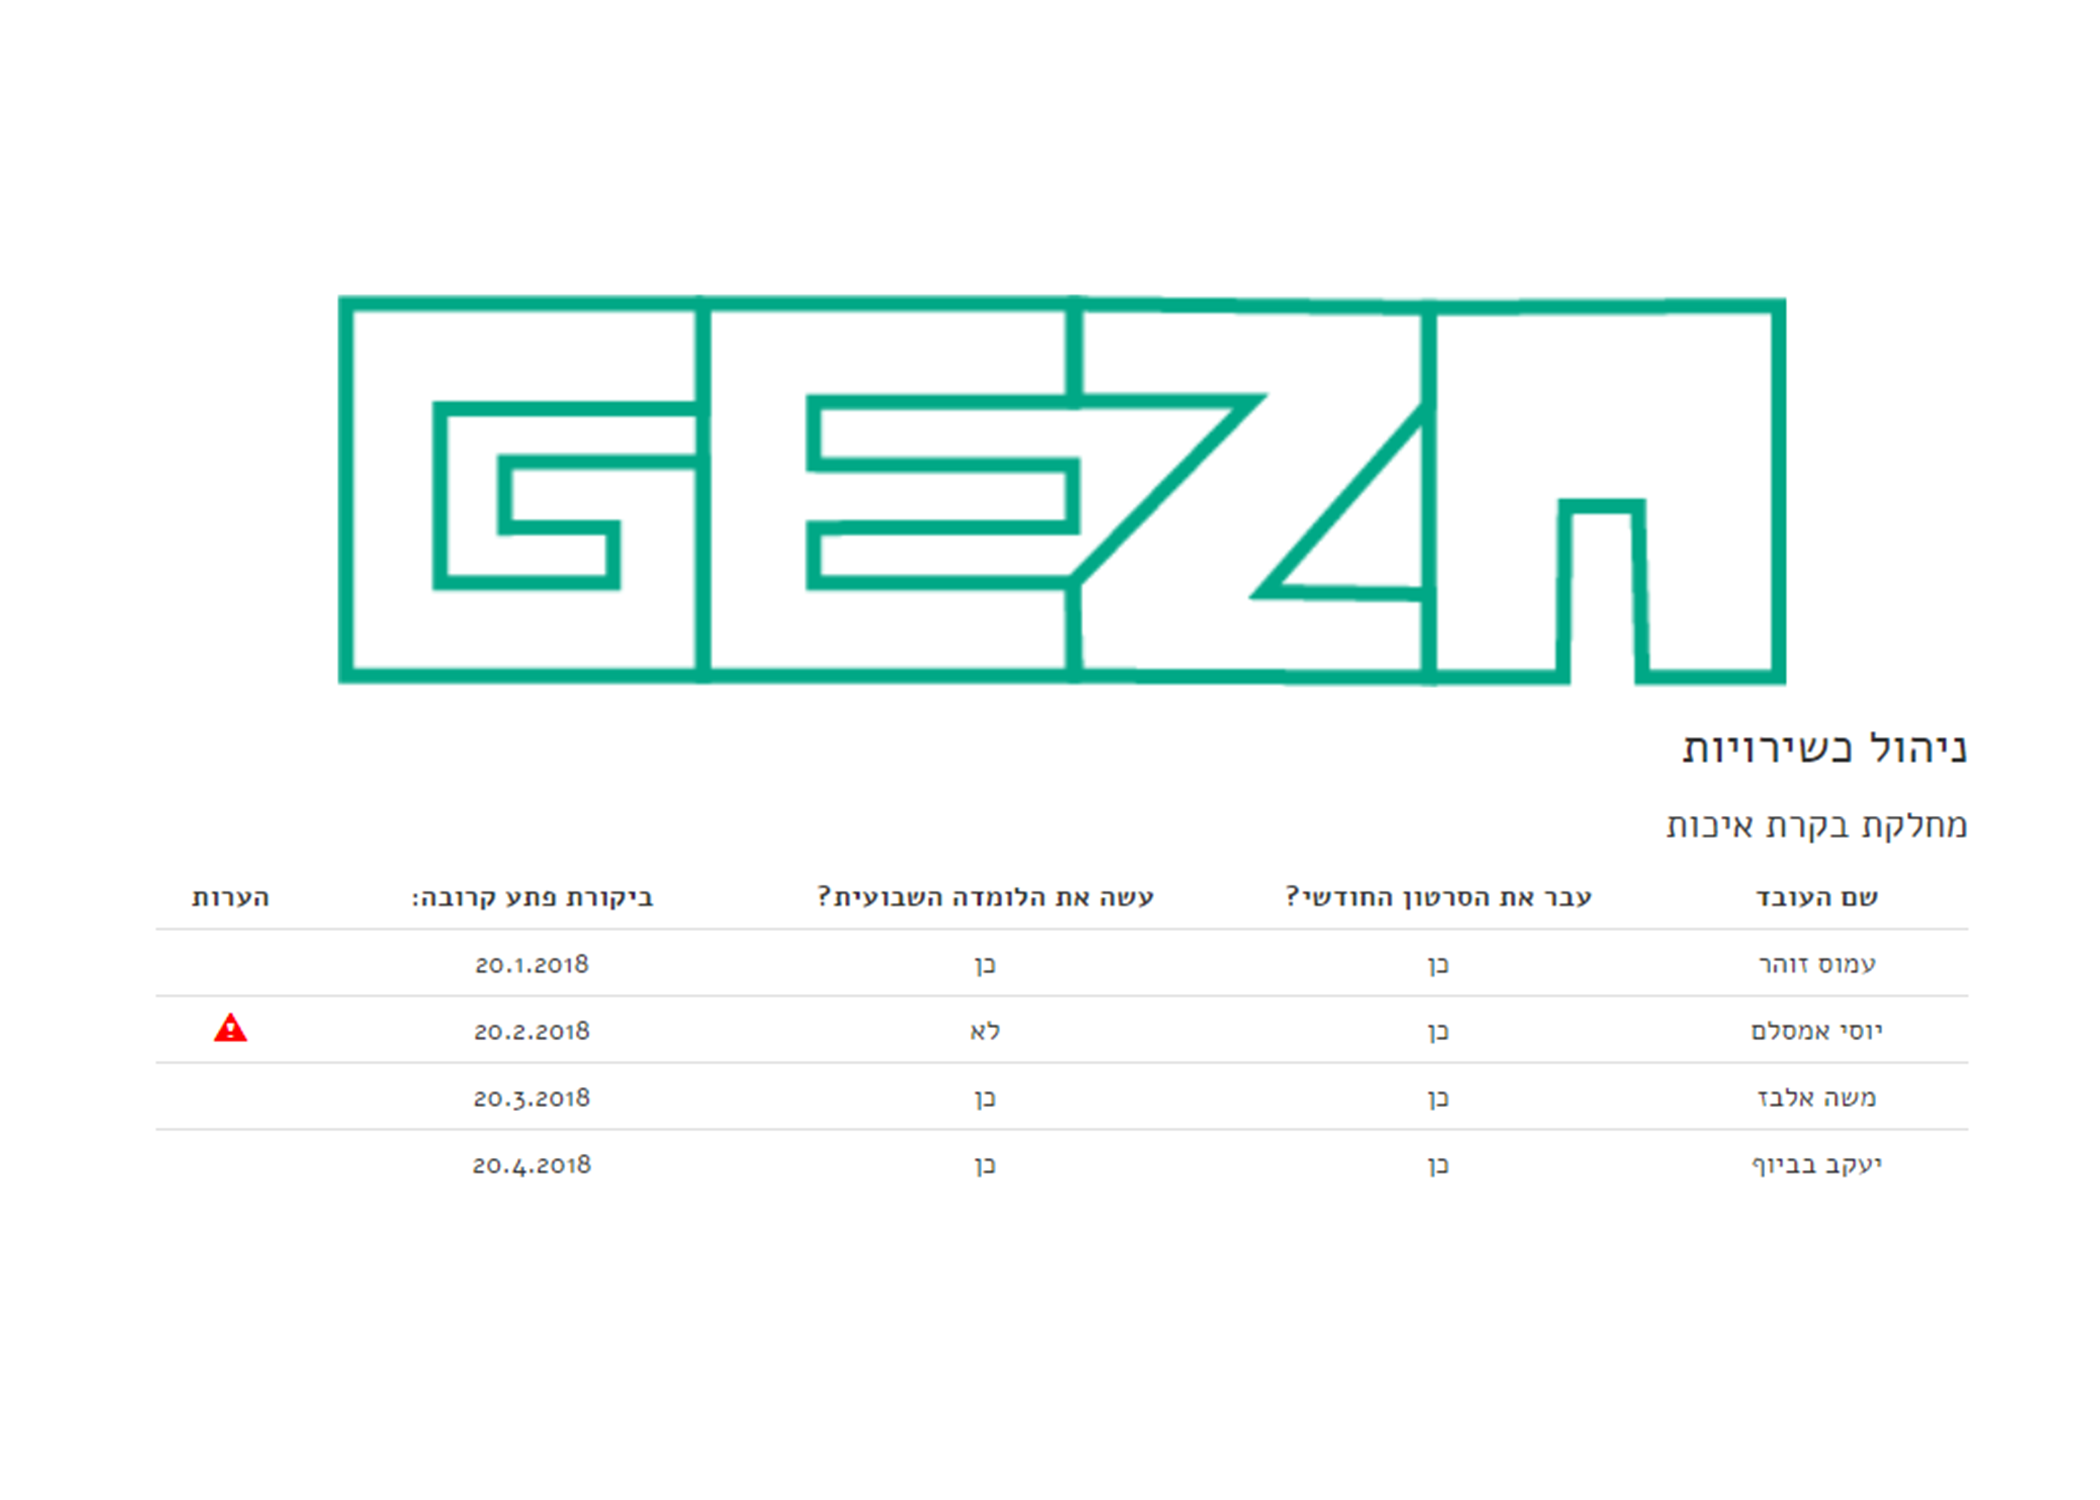 GEZA
ניהול כשירויות
מחלקת בקרת איכות
שם העובד עבר את הסרטון החודשי? עשה את הלומדה השבועית? ביקורת פתע קרובה: הערות
עמוס זוהר כן כן 20.1.2018
יוסי אמסלם כן לא 20.2.2018
משה אלבז כן כן 20.3.2018
יעקב בביוף כן כן 20.4.2018